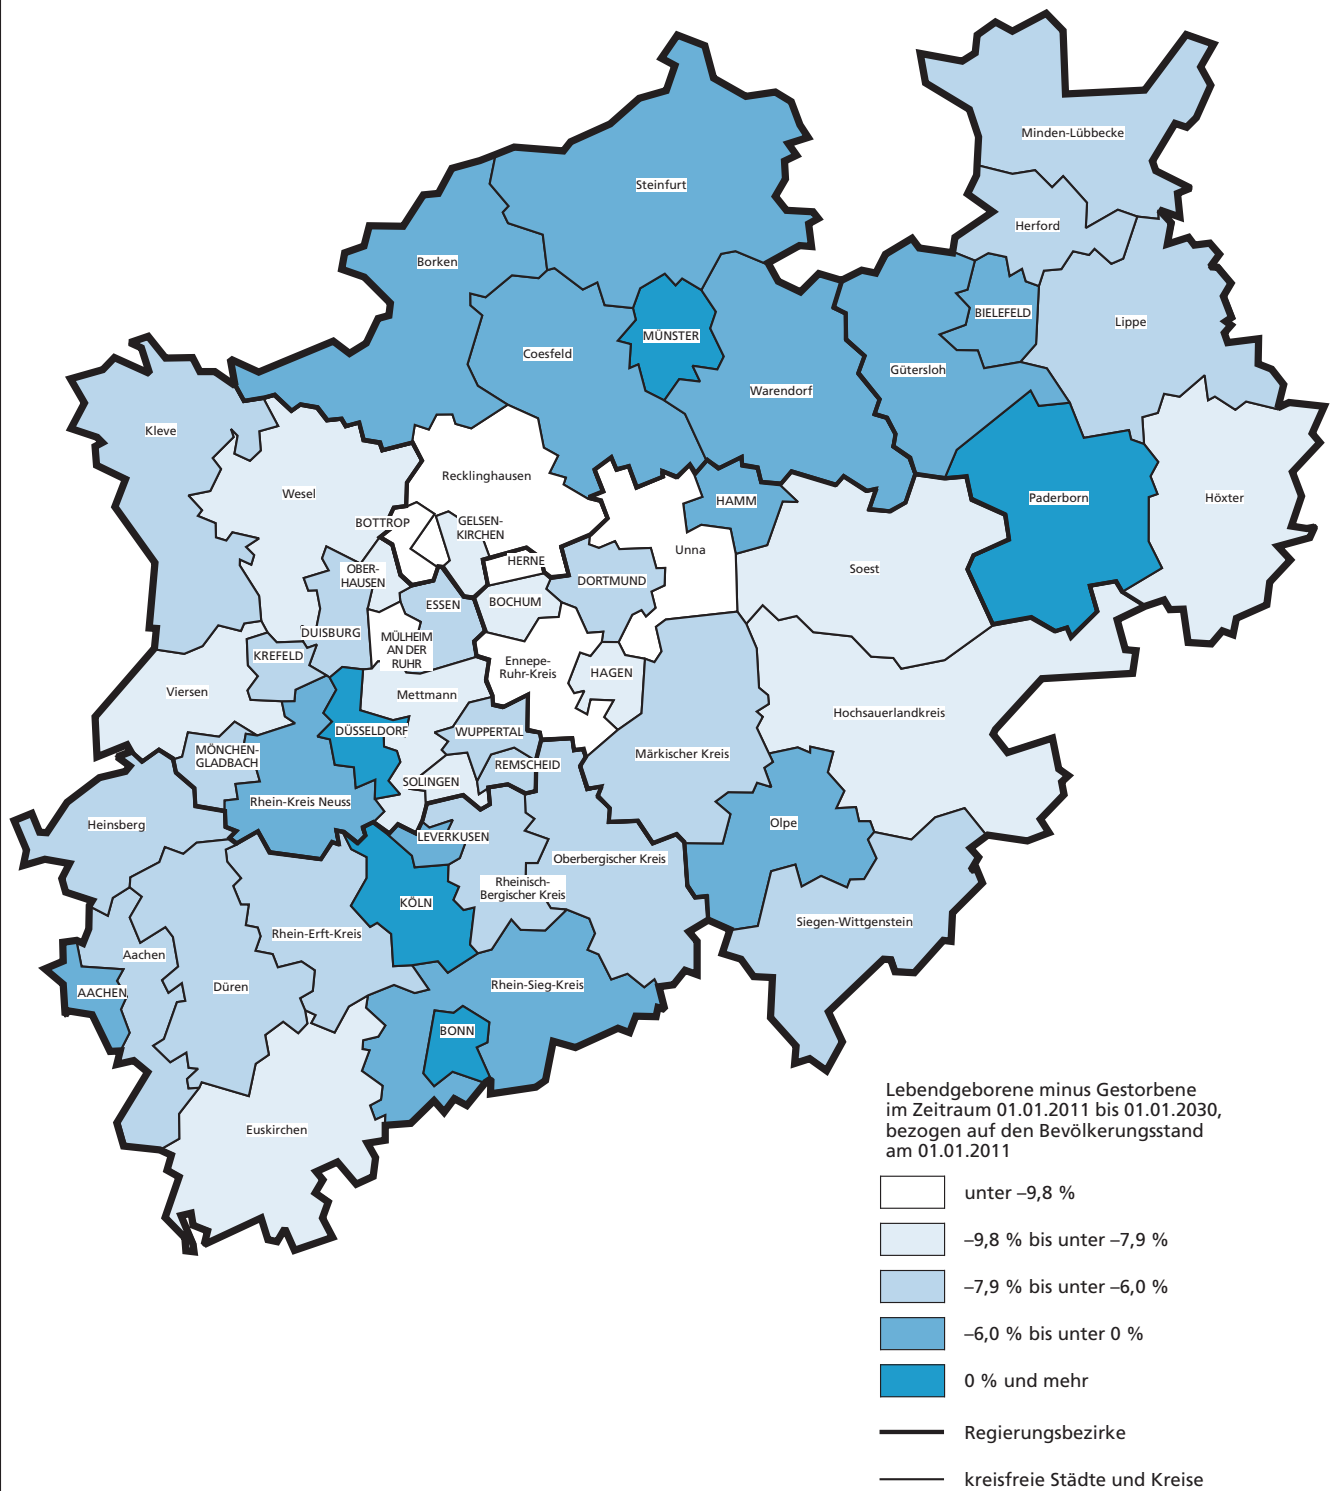 Minden-Lübbecke
Steinfurt
Herford
Borken
BIELEFELD
Lippe
MÜNSTER
Coesfeld
Gütersloh
Warendorf
Kleve
Recklinghausen
Wesel
Paderborn
Höxter
HAMM
BOTTROP
GELSEN-
KIRCHEN
Unna
HERNE
Soest
OBER-
HAUSEN
DORTMUND
ESSEN
BOCHUM
DUISBURG
MÜLHEIM
AN DER
RUHR
KREFELD
Ennepe-
Ruhr-Kreis
HAGEN
Viersen
Mettmann
Hochsauerlandkreis
DÜSSELDORF
WUPPERTAL
MÖNCHEN-
GLADBACH
Märkischer Kreis
REMSCHEID
SOLINGEN
Rhein-Kreis Neuss
Heinsberg
Olpe
LEVERKUSEN
Oberbergischer Kreis
Rheinisch-
Bergischer Kreis
KÖLN
Siegen-Wittgenstein
Rhein-Erft-Kreis
Aachen
Düren
Rhein-Sieg-Kreis
AACHEN
BONN
Euskirchen
Lebendgeborene minus Gestorbene
im Zeitraum 01.01.2011 bis 01.01.2030,
bezogen auf den Bevölkerungsstand
am 01.01.2011
unter –9,8 %
–9,8 % bis unter –7,9 %
–7,9 % bis unter –6,0 %
–6,0 % bis unter 0 %
0 % und mehr
Regierungsbezirke
kreisfreie Städte und Kreise